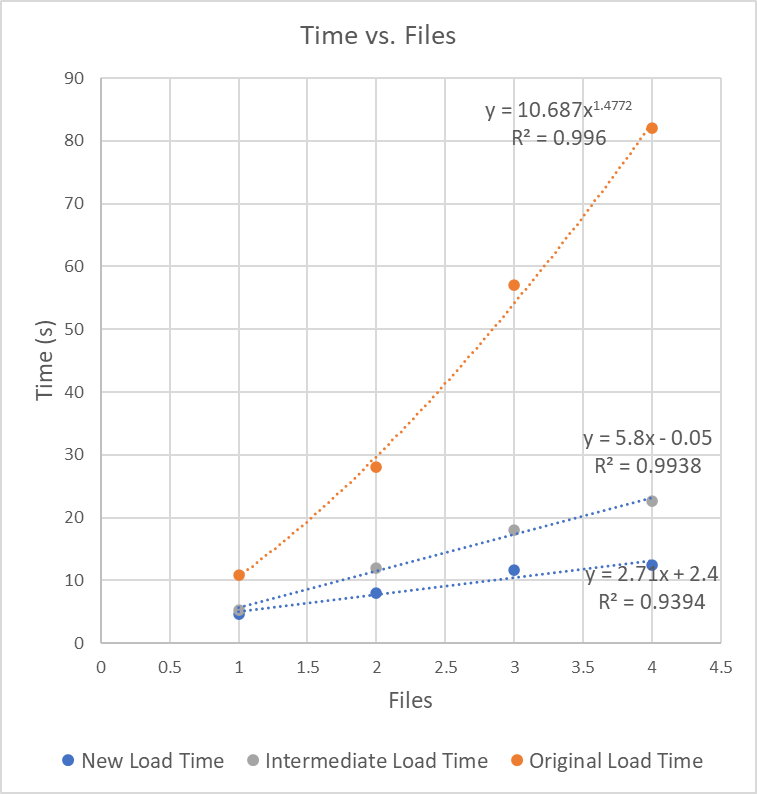 Time vs. Files
90
80
70
60
50
40
30
20
10
0
y = 10.687x^1.4772
R² = 0.996
y = 5.8x - 0.05
R² = 0.9938
y = 2.71x + 2.4
R² = 0.9394
Time (s)
0 0.5 1 1.5 2 2.5 3 3.5 4 4.5
Files
New Load Time Intermediate Load Time Original Load Time